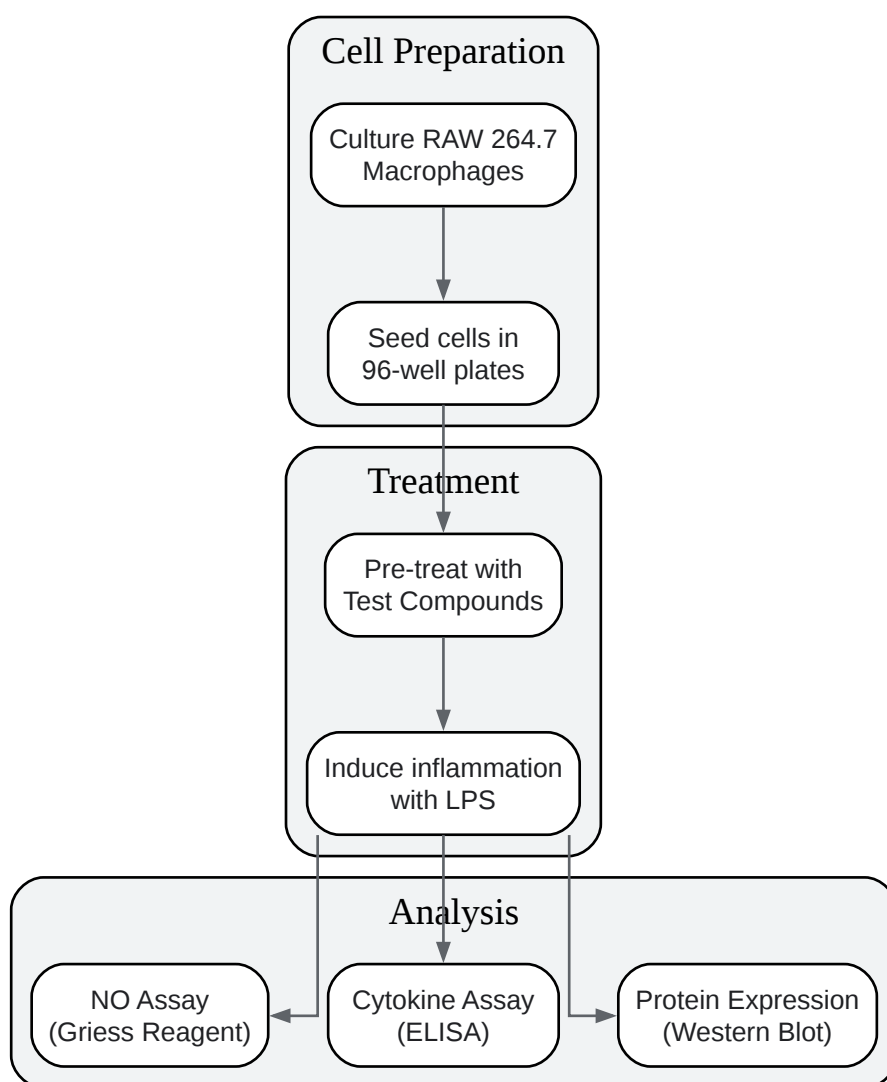 Cell Preparation
Culture RAW 264.7
Macrophages
Seed cells in
96-well plates
Treatment
Pre-treat with
Test Compounds
Induce inflammation
with LPS
Analysis
NO Assay
(Griess Reagent)
Cytokine Assay
(ELISA)
Protein Expression
(Western Blot)